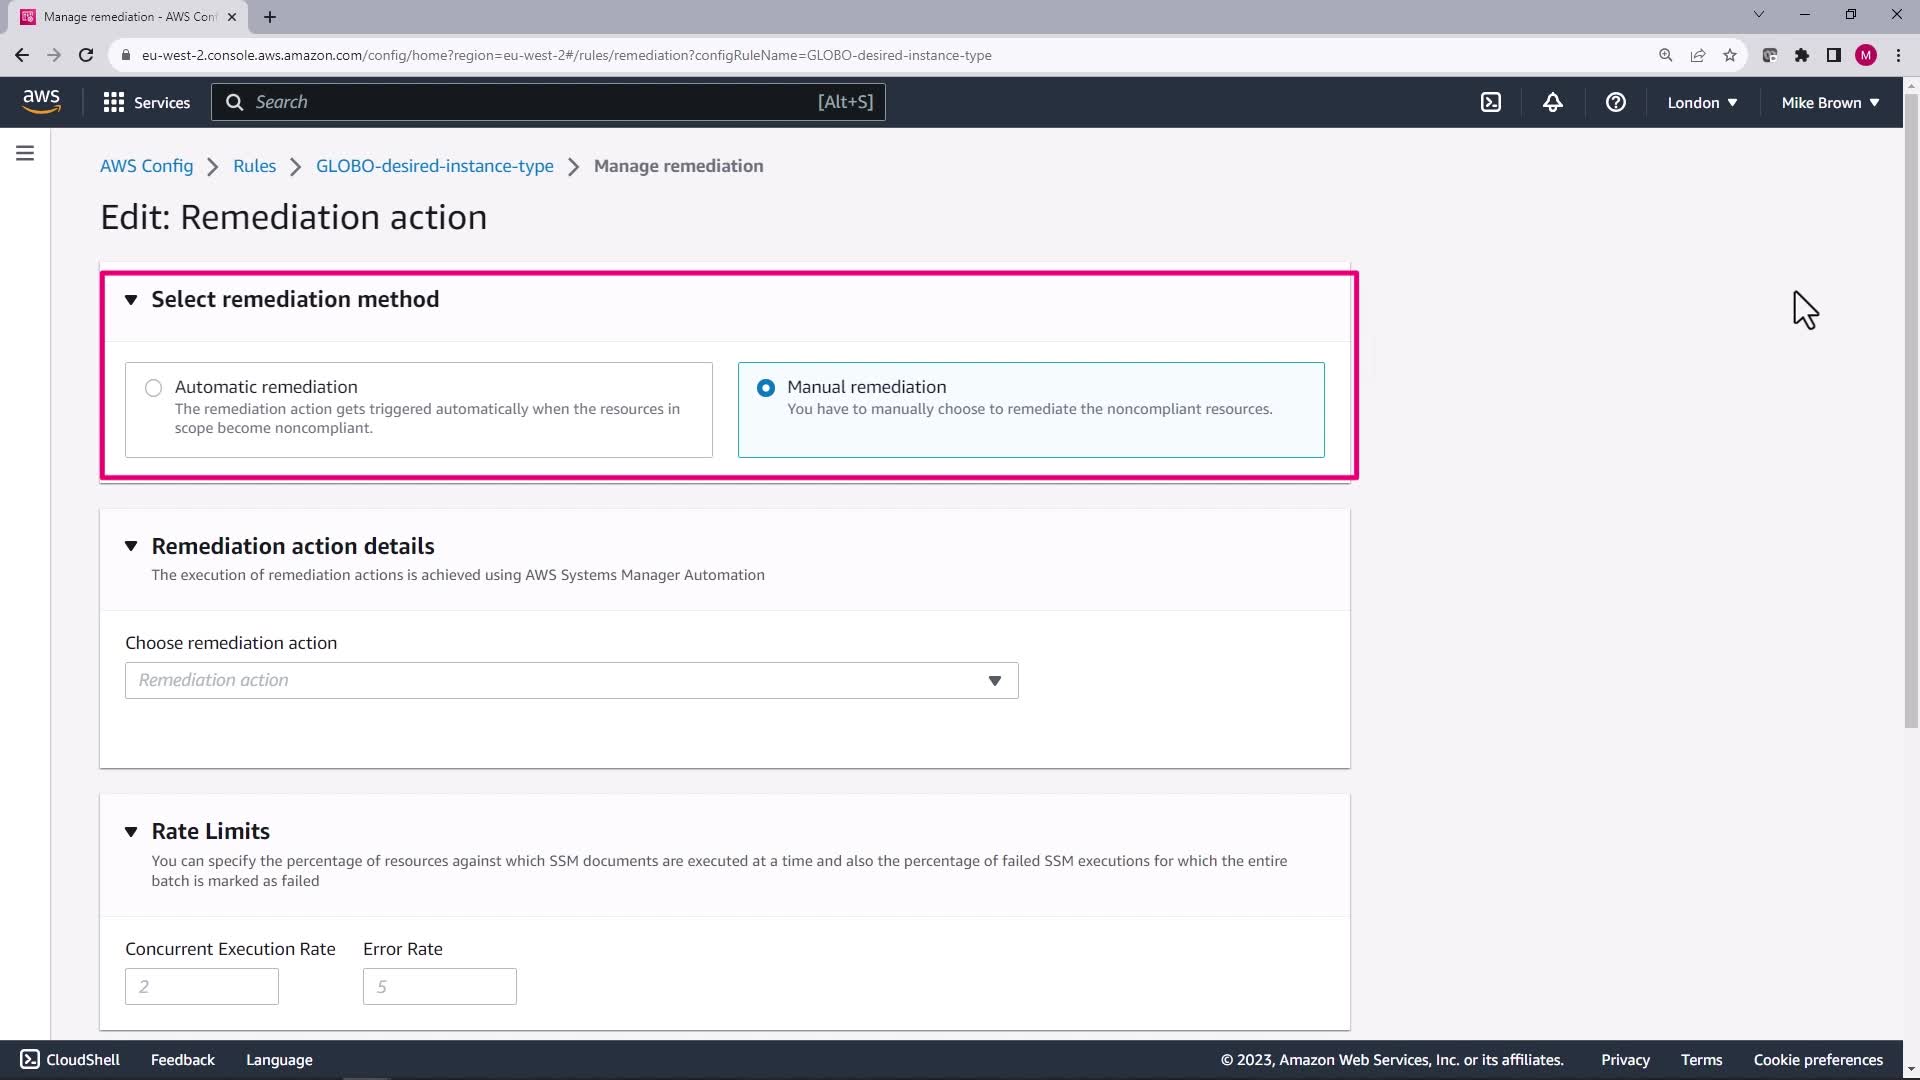 Manage remediation - AWS Con
eu-west-2.console.aws.amazon.com/config/home?region=eu-west-2#/rules/remediation?configRuleName=GLOBO-desired-instance-type
M
aws
Services
Search
[Alt+S]
London
Mike Brown
AWS Config
Rules
GLOBO-desired-instance-type
Manage remediation
Edit: Remediation action
Select remediation method
Automatic remediation
The remediation action gets triggered automatically when the resources in
scope become noncompliant.
Manual remediation
You have to manually choose to remediate the noncompliant resources.
Remediation action details
The execution of remediation actions is achieved using AWS Systems Manager Automation
Choose remediation action
Remediation action
Rate Limits
You can specify the percentage of resources against which SSM documents are executed at a time and also the percentage of failed SSM executions for which the entire
batch is marked as failed
Concurrent Execution Rate
Error Rate
2
5
CloudShell
Feedback
Language
© 2023, Amazon Web Services, Inc. or its affiliates.
Privacy
Terms
Cookie preferences